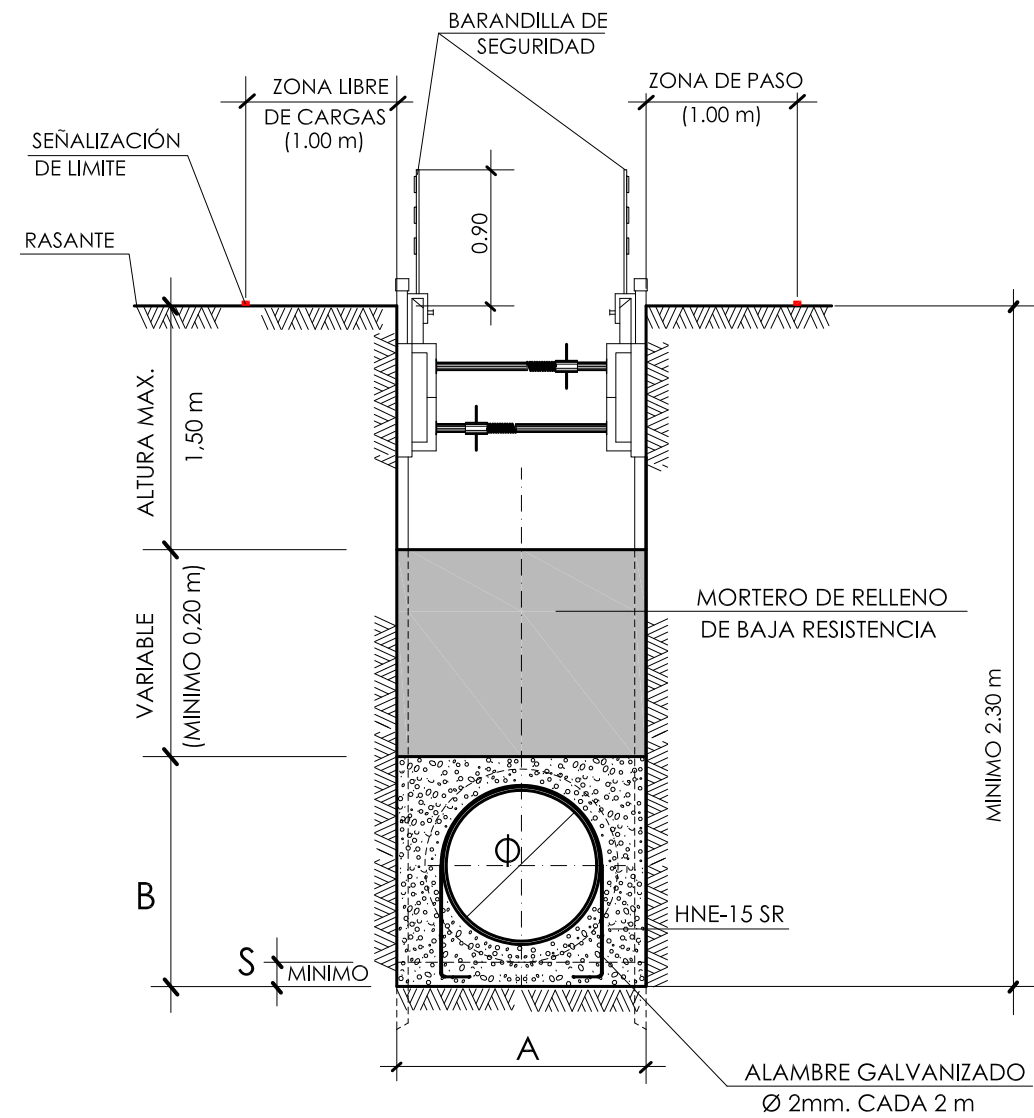 BARANDILLA DE
SEGURIDAD
ZONA LIBRE
DE CARGAS
(1.00 m)
ZONA DE PASO
(1.00 m)
SEÑALIZACIÓN
DE LIMITE
RASANTE
0.90
ALTURA MAX.
1,50 m
VARIABLE
(MINIMO 0,20 m)
MORTERO DE RELLENO
DE BAJA RESISTENCIA
MINIMO 2.30 m
Φ
B
HNE-15 SR
S
MINIMO
A
ALAMBRE GALVANIZADO
Ø 2mm. CADA 2 m